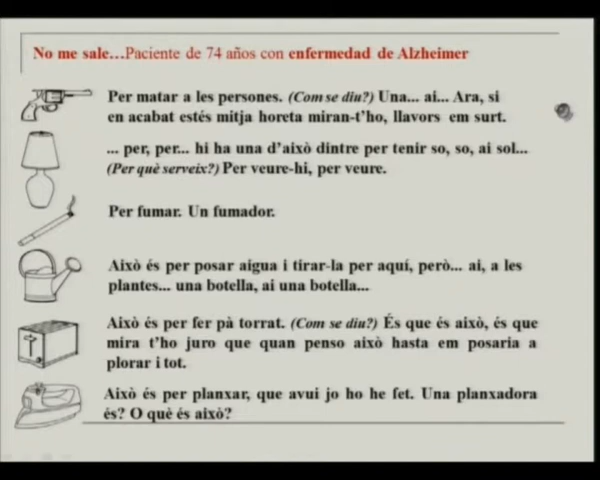 No me sale...Paciente de 74 años con enfermedad de Alzheimer
Per matar a les persones. (Com se diu?) Una... ai... Ara, si
en acabat estés mitja horeta miran-t'ho, llavors em surt.
... per, per... hi ha una d'això dintre per tenir so, so, ai sol...
(Per què serveix?) Per veure-hi, per veure.
Per fumar. Un fumador.
Això és per posar aigua i tirar-la per aquí, però... ai, a les
plantes... una botella, ai una botella...
Això és per fer pà torrat. (Com se diu?) És que és això, és que
mira t'ho juro que quan penso això hasta em posaria a
plorar i tot.
Això és per planxar, que avui jo ho he fet. Una planxadora
és? O què és això?